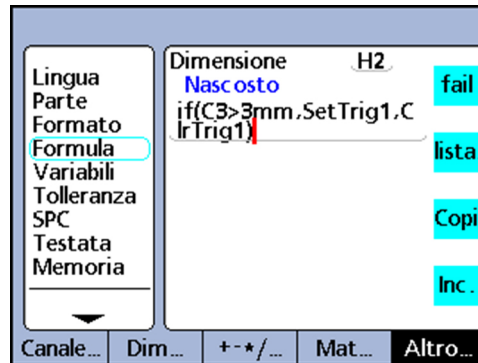 Lingua
Parte
Formato
Formula
Variabili
Tolleranza
SPC
Testata
Memoria
Dimensione H2
Nascosto
if(C3>3mm,SetTrig1,C
lrTrig1)
fail
lista
Copi
Inc.
Canale... Dim... +-*/... Mat... Altro...